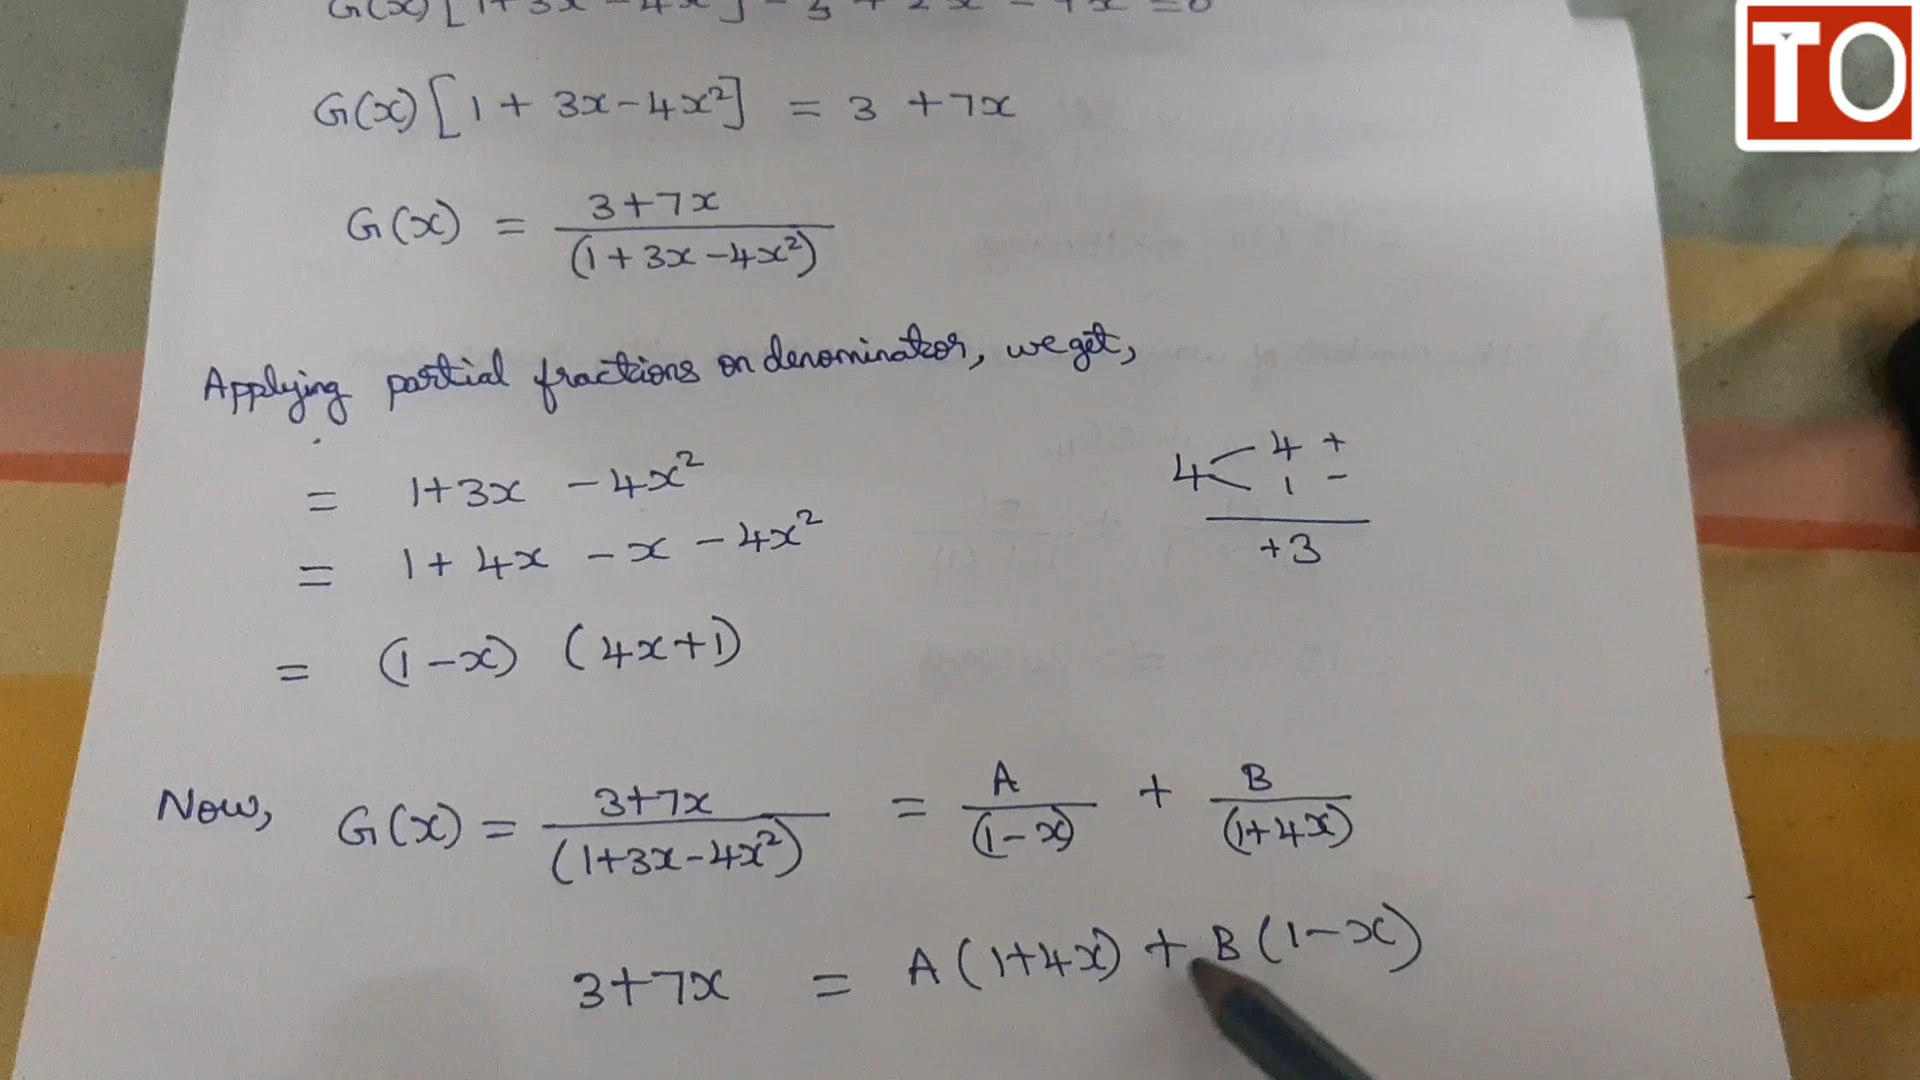 TO
G(x) [1 + 3x - 4x²] = 3 + 7x
G(x) = 3+7x / (1+3x-4x²)
Applying partial fractions on denominator, we get,
= 1+3x - 4x²
= 1 + 4x - x - 4x²
= (1-x) (4x+1)
4 < 4 +
1 -
+3
Now, G(x) = 3+7x / (1+3x-4x²) = A / (1-x) + B / (1+4x)
3+7x = A (1+4x) + B (1-x)